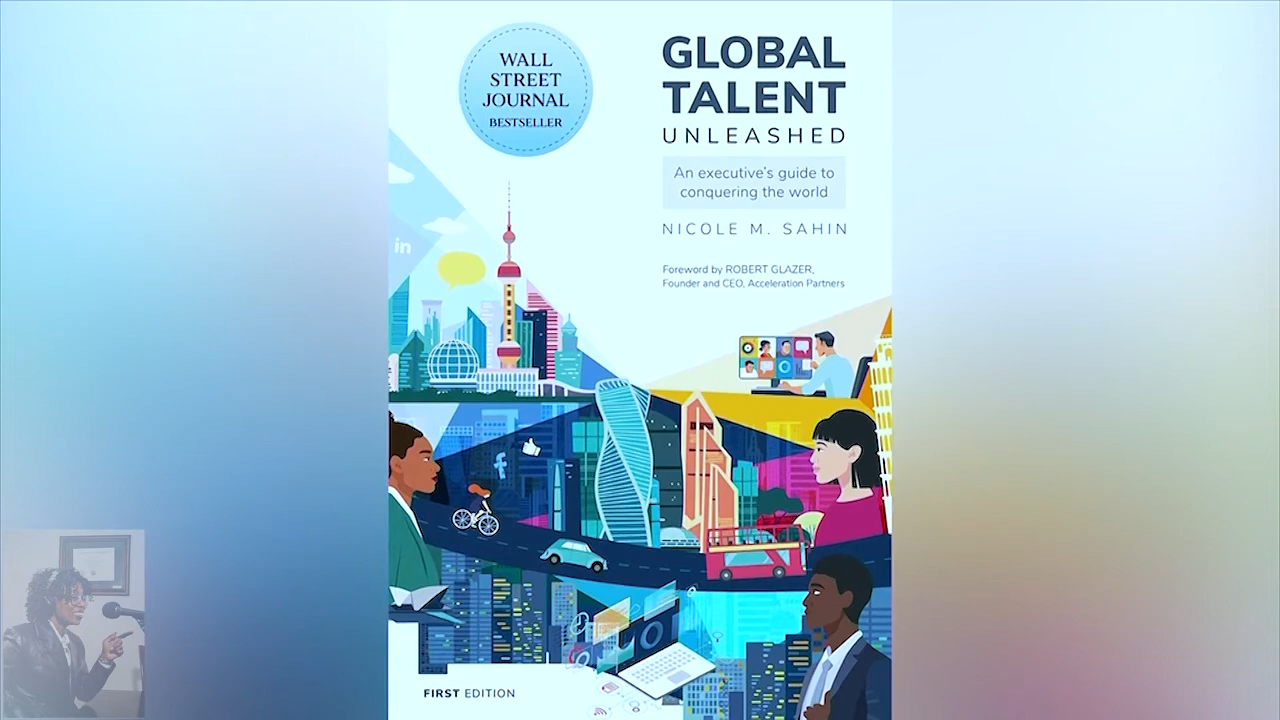 WALL
STREET
JOURNAL
BESTSELLER
GLOBAL
TALENT
UNLEASHED
An executive's guide to
conquering the world
NICOLE M. SAHIN
Foreword by ROBERT GLAZER,
Founder and CEO, Acceleration Partners
in
f
FIRST EDITION